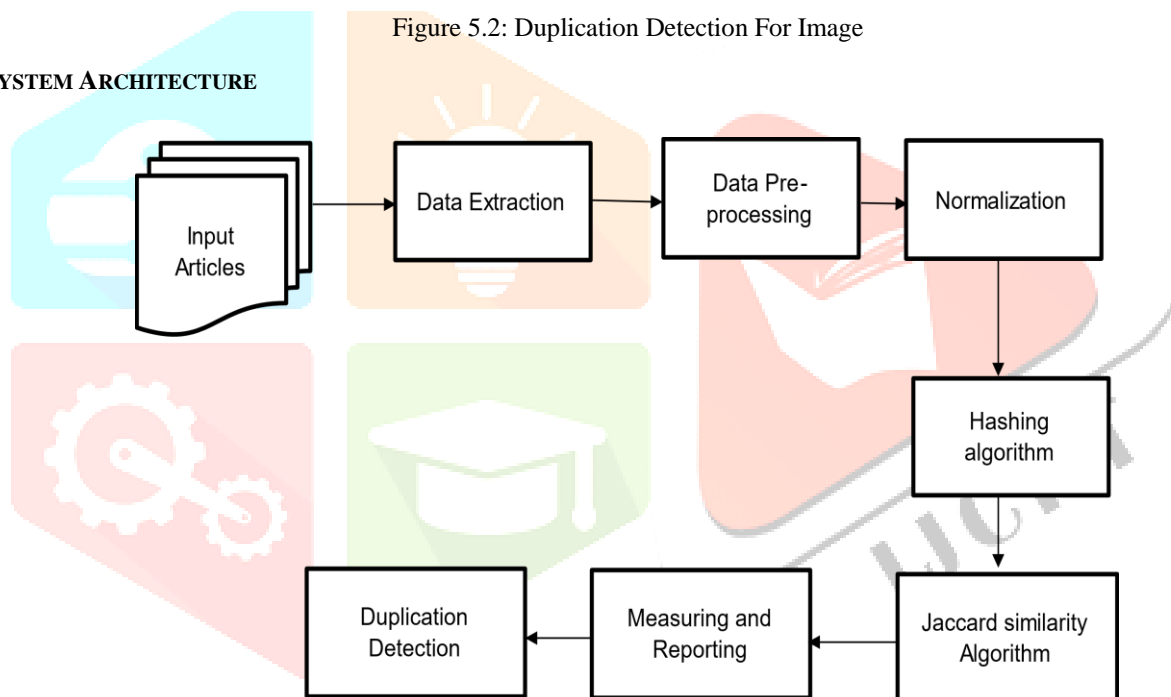 Figure 5.2: Duplication Detection For Image
YSTEM ARCHITECTURE
Input
Articles
Data Extraction
Data Pre-
processing
Normalization
Hashing
algorithm
Jaccard similarity
Algorithm
Measuring and
Reporting
Duplication
Detection